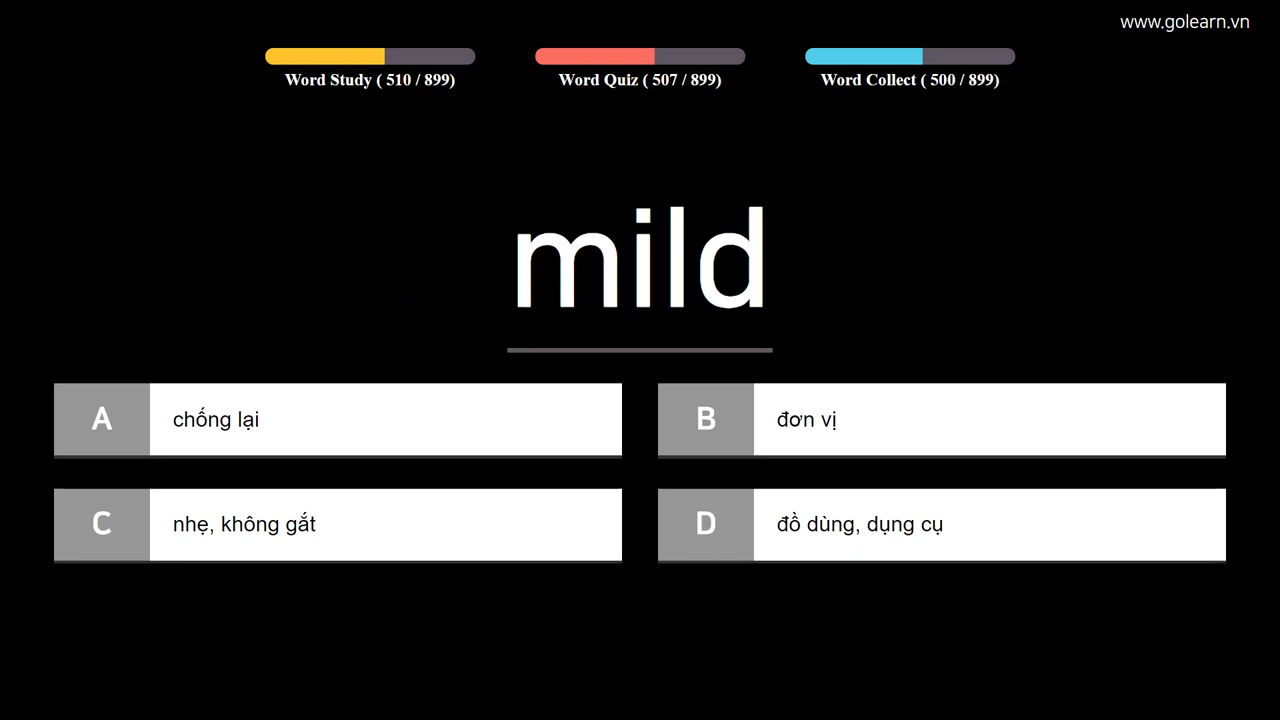 www.golearn.vn
Word Study ( 510 / 899)
Word Quiz ( 507 / 899)
Word Collect ( 500 / 899)
mild
A chống lại
B đơn vị
C nhẹ, không gắt
D đồ dùng, dụng cụ